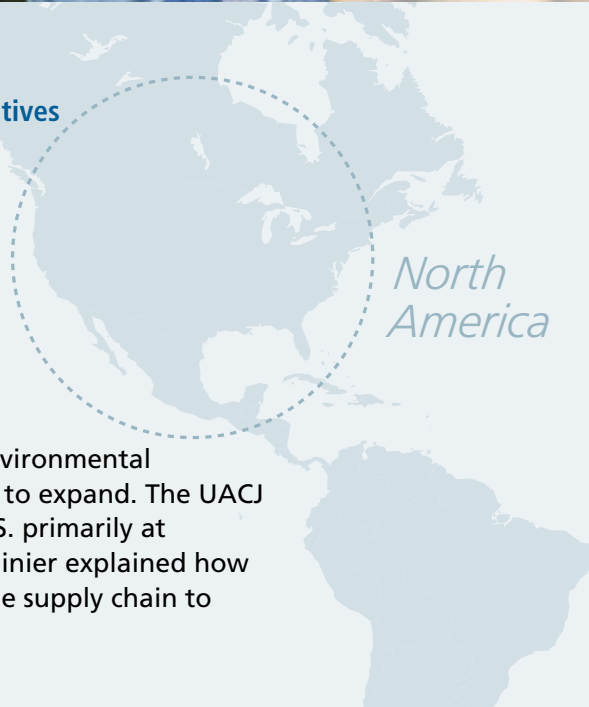 tives
North
America
vironmental
to expand. The UACJ
S. primarily at
inier explained how
e supply chain to